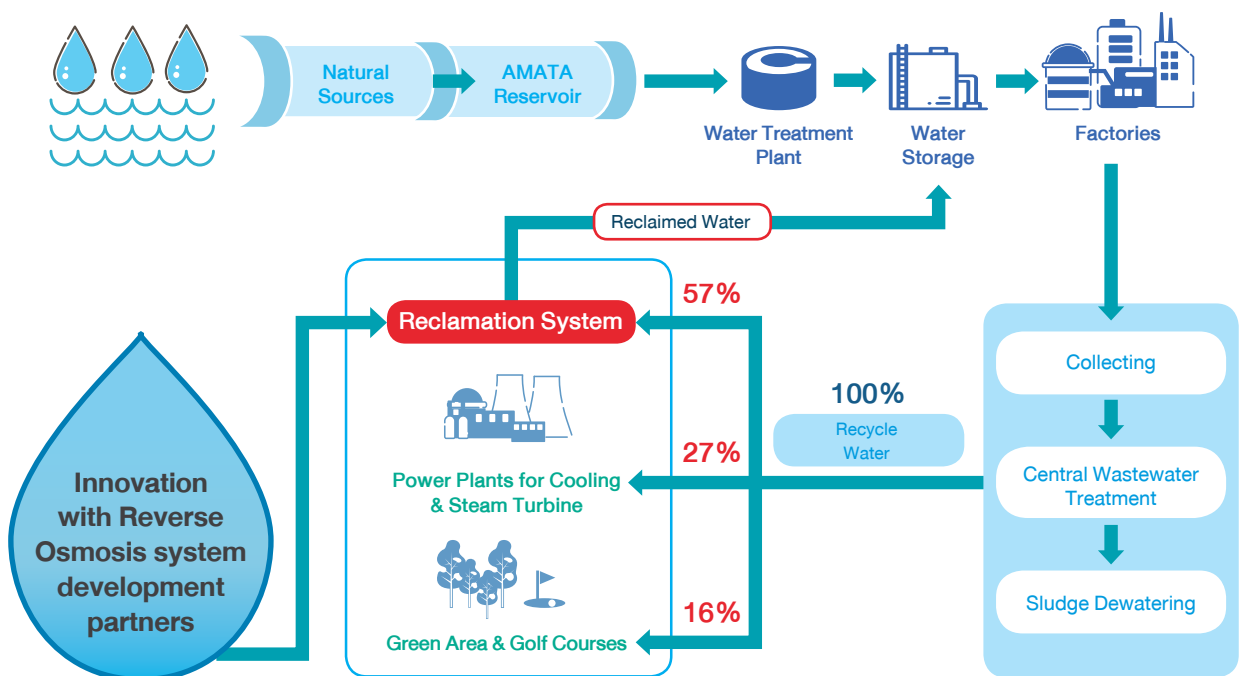 Natural
Sources
AMATA
Reservoir
Water Treatment
Plant
Water
Storage
Factories
Reclaimed Water
57%
Reclamation System
Collecting
100%
Recycle
Water
27%
Power Plants for Cooling
& Steam Turbine
Central Wastewater
Treatment
Innovation
with Reverse
Osmosis system
development
partners
16%
Green Area & Golf Courses
Sludge Dewatering